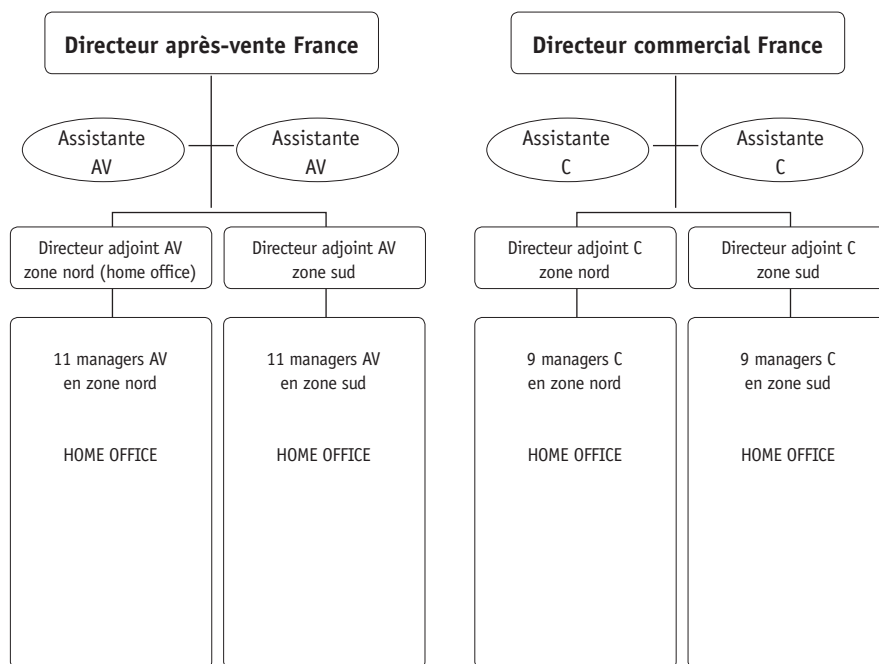 Directeur après-vente France
Assistante
AV
Assistante
AV
Directeur adjoint AV
zone nord (home office)
Directeur adjoint AV
zone sud
11 managers AV
en zone nord
HOME OFFICE
11 managers AV
en zone sud
HOME OFFICE
Directeur commercial France
Assistante
C
Assistante
C
Directeur adjoint C
zone nord
Directeur adjoint C
zone sud
9 managers C
en zone nord
HOME OFFICE
9 managers C
en zone sud
HOME OFFICE